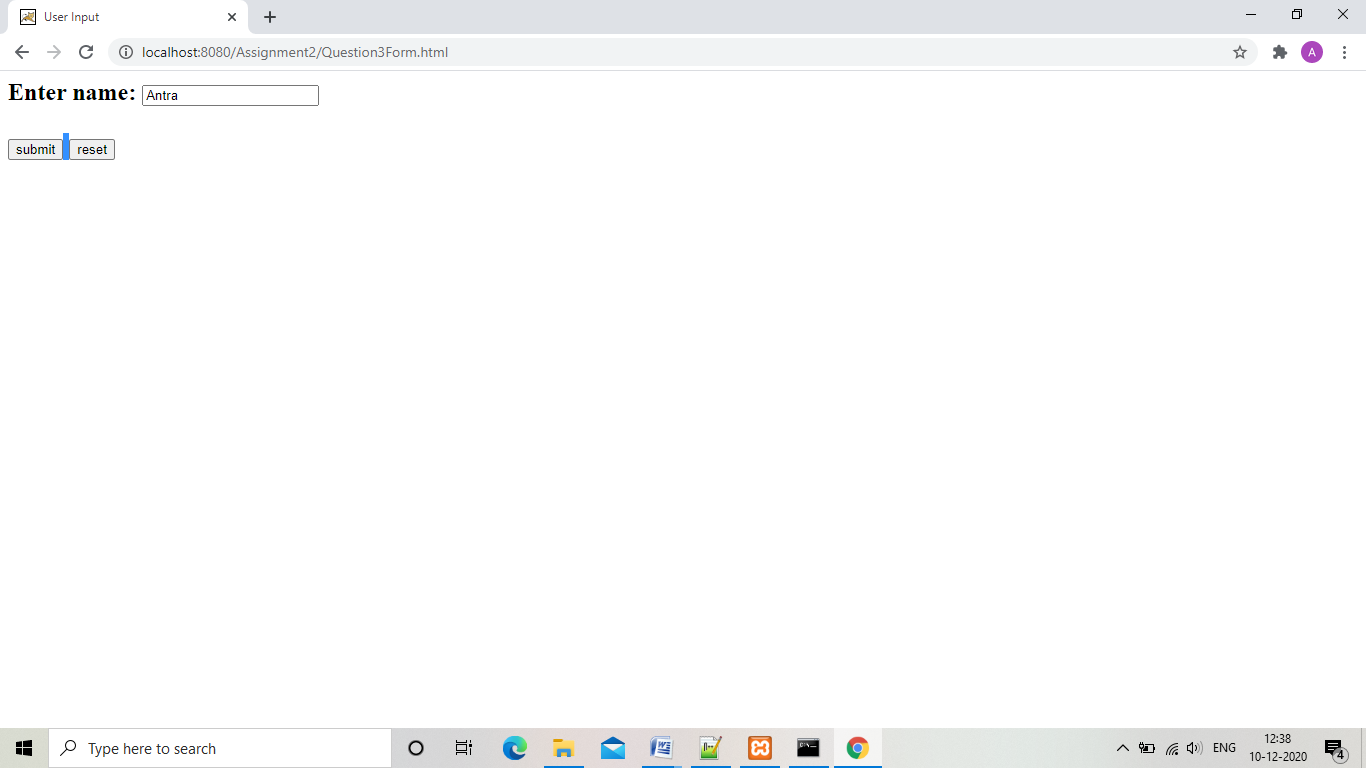 User Input
localhost:8080/Assignment2/Question3Form.html
A
Enter name: Antra
submit reset
Type here to search
ENG
12:38
10-12-2020
4